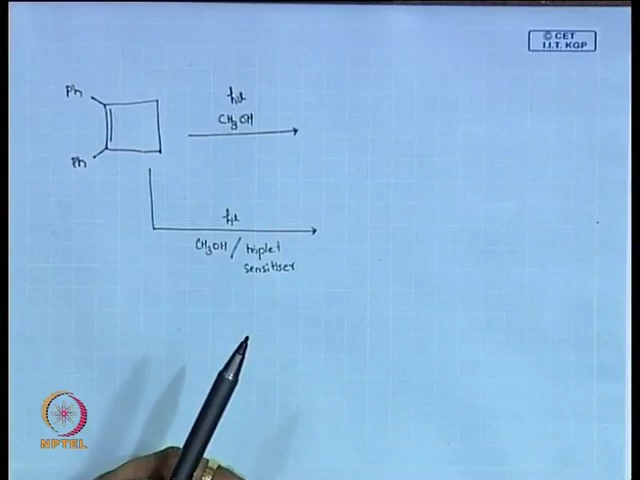 © CET
I.I.T. KGP
Ph
hν
CH3OH
Ph
hν
CH3OH / triplet
sensitiser
NPTEL